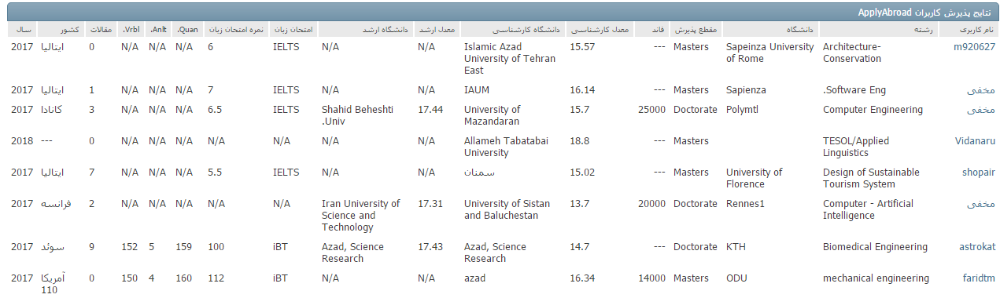 نتایج پذیرش کاربران ApplyAbroad
نام کاربری رشته دانشگاه مقطع پذیرش فاند معدل کارشناسی دانشگاه کارشناسی معدل ارشد دانشگاه ارشد امتحان زبان نمره امتحان زبان Quan. Anlt. Vrbl. مقالات کشور سال
m920627 Architecture- Sapeinza University Masters --- 15.57 Islamic Azad N/A N/A IELTS 6 N/A N/A N/A 0 ایتالیا 2017
Conservation of Rome University of Tehran
East
مخفی Software Eng. Sapienza Masters --- 16.14 IAUM N/A N/A IELTS 7 N/A N/A N/A 1 ایتالیا 2017
مخفی Computer Engineering Polymtl Doctorate 25000 15.7 University of 17.44 Shahid Beheshti IELTS 6.5 N/A N/A N/A 3 کانادا 2017
Mazandaran Univ.
Vidanaru TESOL/Applied Masters --- 18.8 Allameh Tabatabai N/A N/A N/A N/A N/A N/A N/A 0 --- 2018
Linguistics University
shopair Design of Sustainable University of Masters --- 15.02 سمنان N/A N/A IELTS 5.5 N/A N/A N/A 7 ایتالیا 2017
Tourism System Florence
مخفی Computer - Artificial Rennes1 Doctorate 20000 13.7 University of Sistan 17.31 Iran University of N/A N/A N/A N/A N/A 2 فرانسه 2017
Intelligence and Baluchestan Science and
Technology
astrokat Biomedical Engineering KTH Doctorate --- 14.7 Azad, Science 17.43 Azad, Science iBT 100 159 5 152 9 سوئد 2017
Research Research
faridtm mechanical engineering ODU Masters 14000 16.34 azad N/A N/A iBT 112 160 4 150 0 آمریکا 2017
110